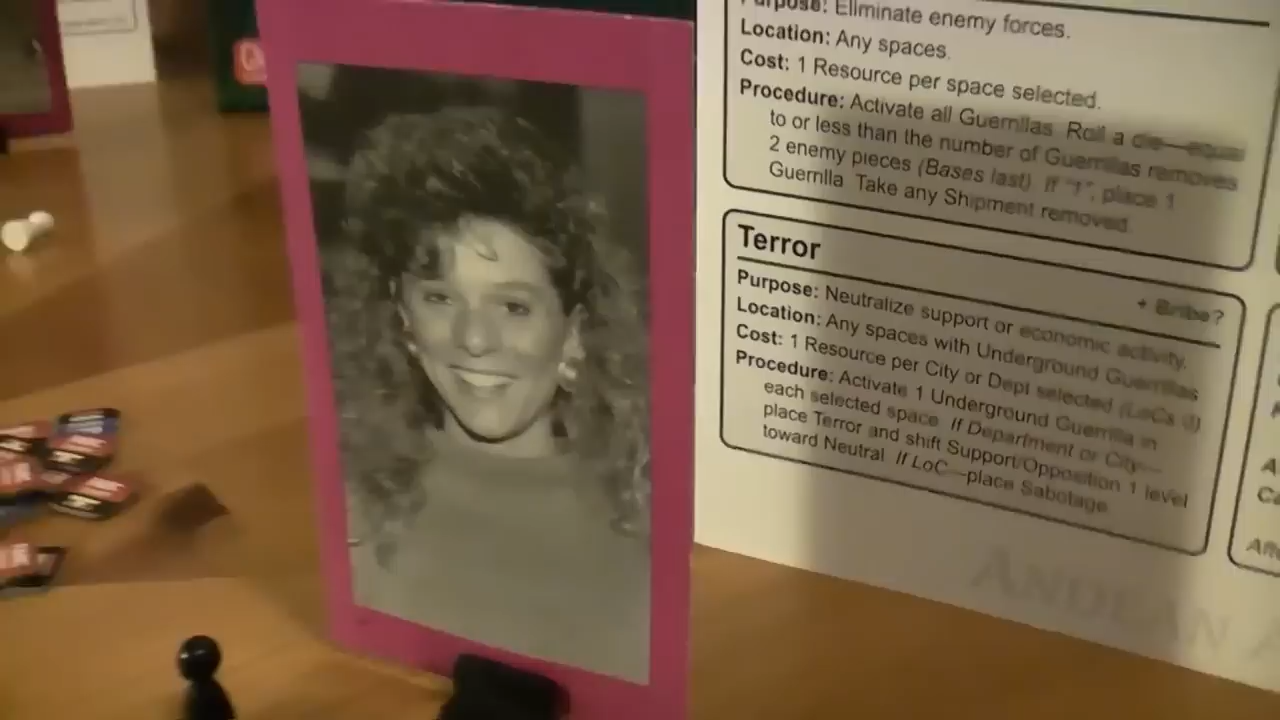 Purpose: Eliminate enemy forces.
Location: Any spaces.
Cost: 1 Resource per space selected.
Procedure: Activate all Guerrillas Roll a die—equal
to or less than the number of Guerrillas removes
2 enemy pieces (Bases last) If "1", place 1
Guerrilla Take any Shipment removed.
Terror
+ Bribe?
Purpose: Neutralize support or economic activity.
Location: Any spaces with Underground Guerrillas
Cost: 1 Resource per City or Dept selected (LoCs 0)
Procedure: Activate 1 Underground Guerrilla in
each selected space If Department or City—
place Terror and shift Support/Opposition 1 level
toward Neutral If LoC—place Sabotage
ANDEAN